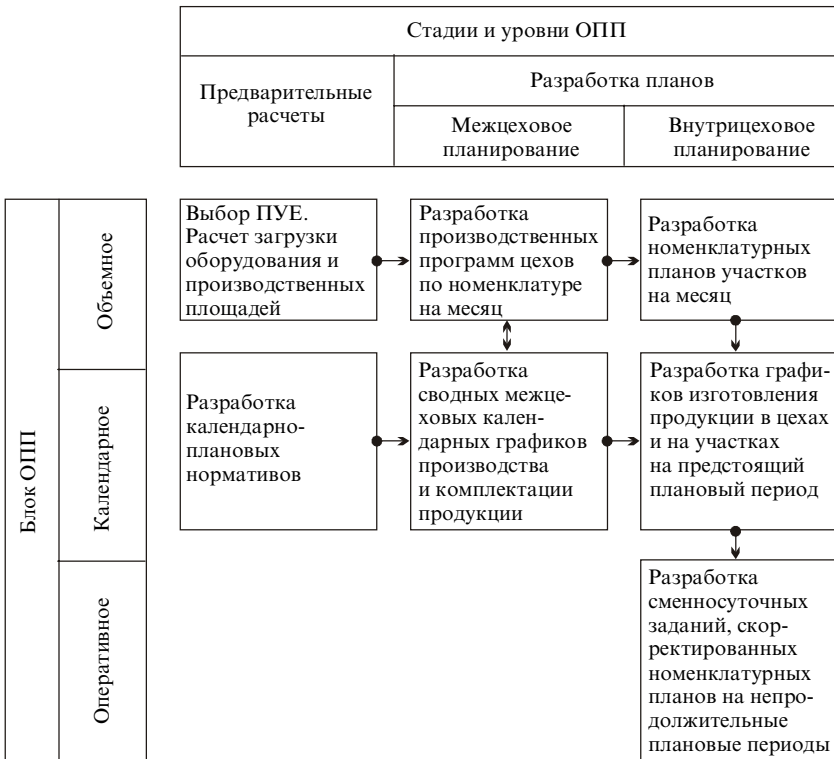 Стадии и уровни ОПП
Предварительные
расчеты
Разработка планов
Межцеховое
планирование
Внутрицеховое
планирование
Блок ОПП
Объемное
Выбор ПУЕ.
Расчет загрузки
оборудования и
производственных
площадей
Разработка
производственных
программ цехов
по номенклатуре
на месяц
Разработка
номенклатурных
планов участков
на месяц
Календарное
Разработка
календарно-
плановых
нормативов
Разработка
сводных межце-
ховых кален-
дарных графиков
производства
и комплектации
продукции
Разработка графи-
ков изготовления
продукции в цехах
и на участках
на предстоящий
плановый период
Оперативное
Разработка
сменносуточных
заданий, скор-
ректированных
номенклатурных
планов на непро-
должительные
плановые периоды